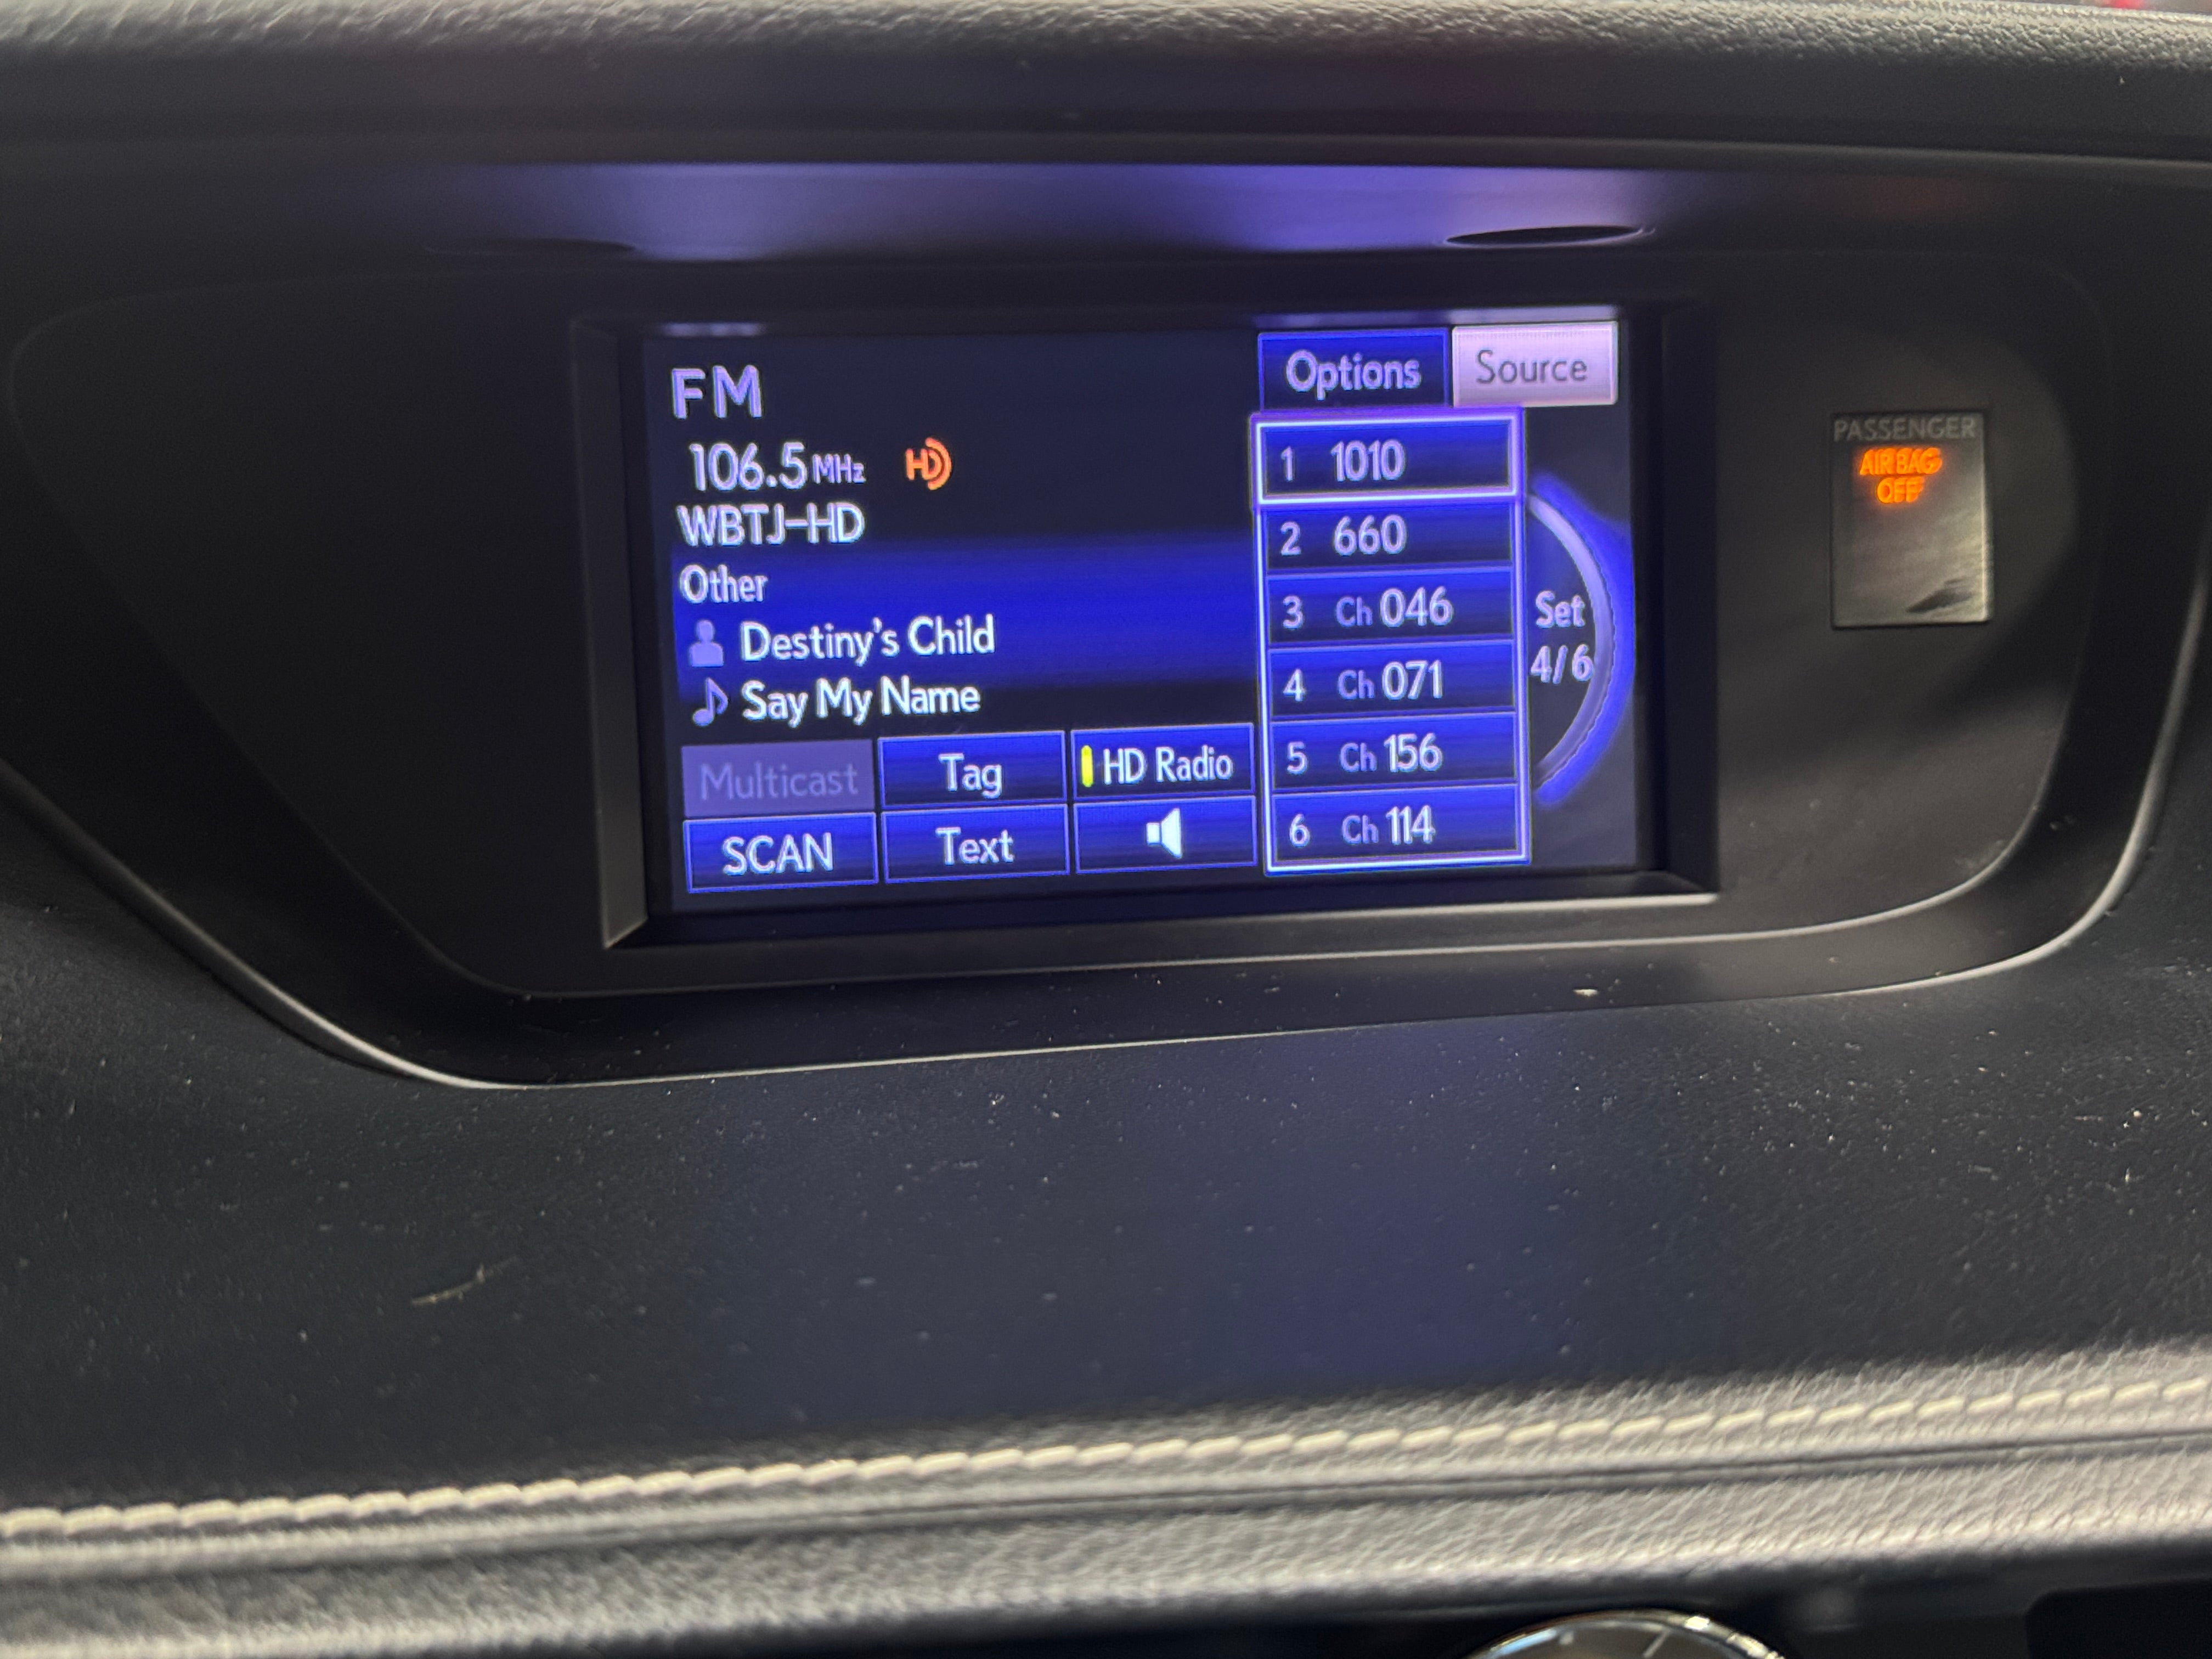 FM
106.5 MHz HD
WBTJ-HD
Other
Destiny's Child
Say My Name
Multicast Tag HD Radio
SCAN Text
Options Source
1 1010
2 660
3 Ch 046
4 Ch 071
5 Ch 156
6 Ch 114
Set
4/6
PASSENGER
AIR BAG
OFF